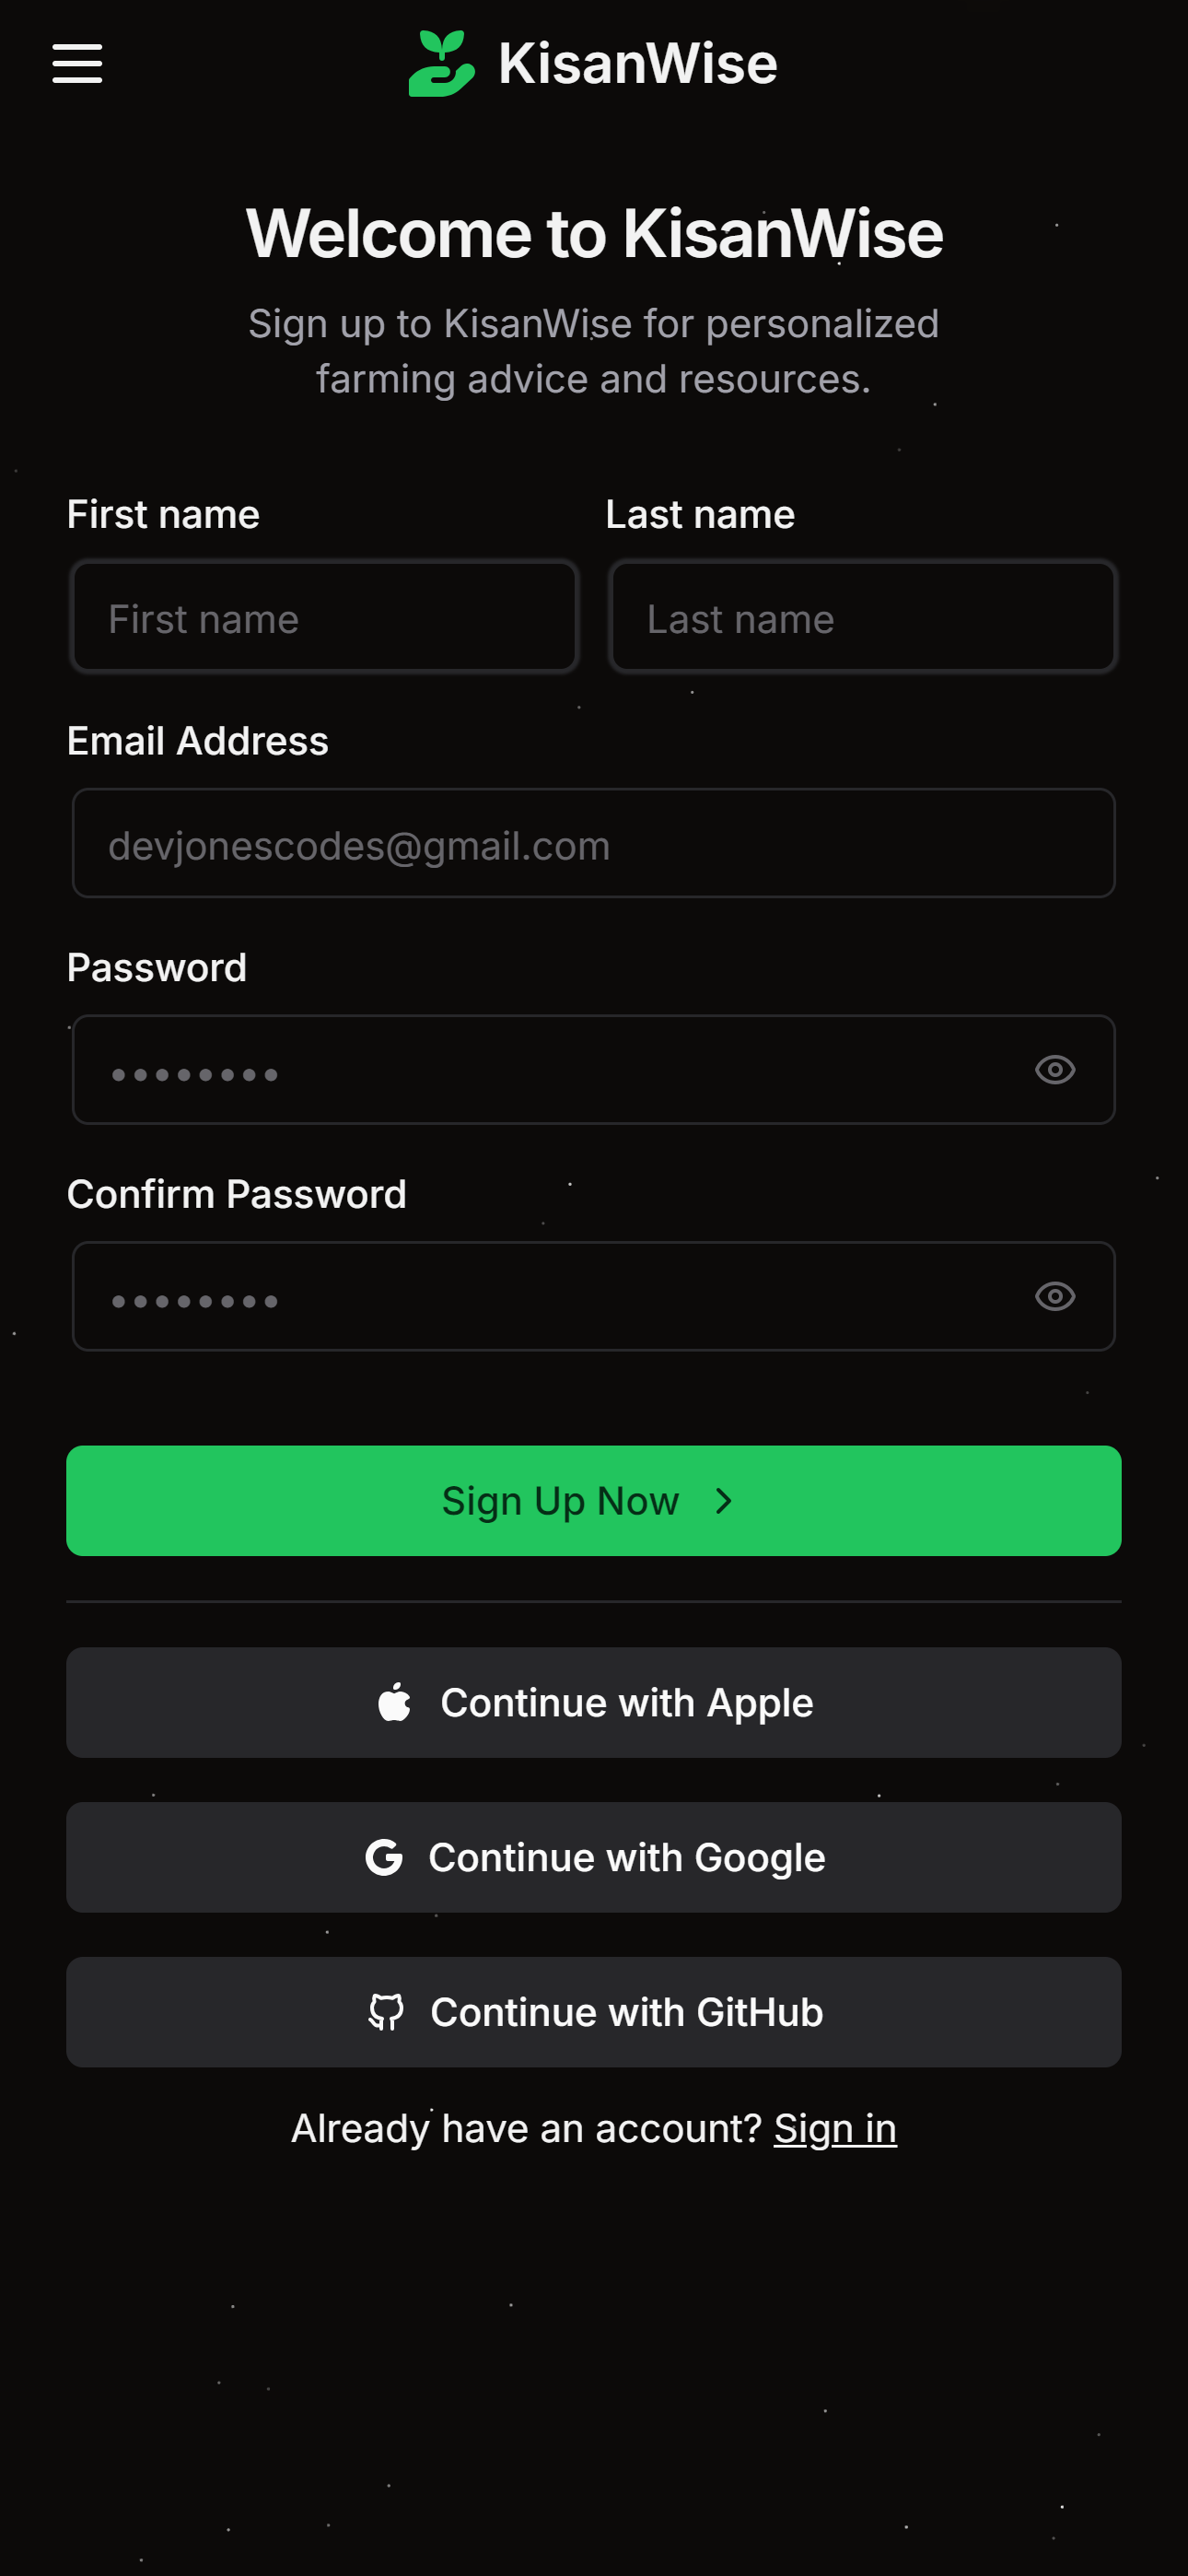 KisanWise
Welcome to KisanWise
Sign up to KisanWise for personalized
farming advice and resources.
First name
Last name
First name
Last name
Email Address
devjonescodes@gmail.com
Password
••••••••
Confirm Password
••••••••
Sign Up Now
Continue with Apple
Continue with Google
Continue with GitHub
Already have an account? Sign in